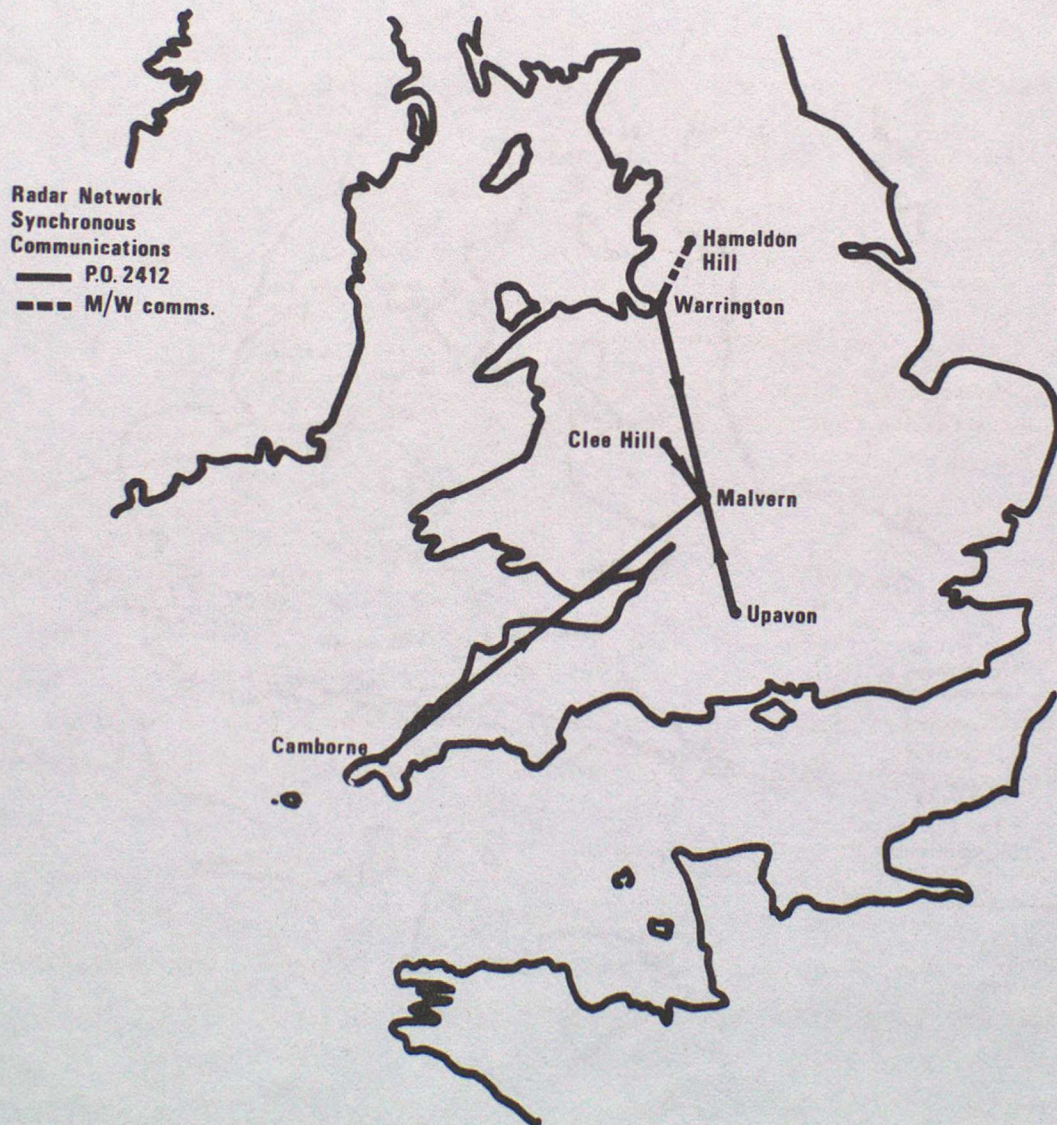 Radar Network
Synchronous
Communications
P.O. 2412
M/W comms.
Hameldon
Hill
Warrington
Clee Hill
Malvern
Upavon
Camborne